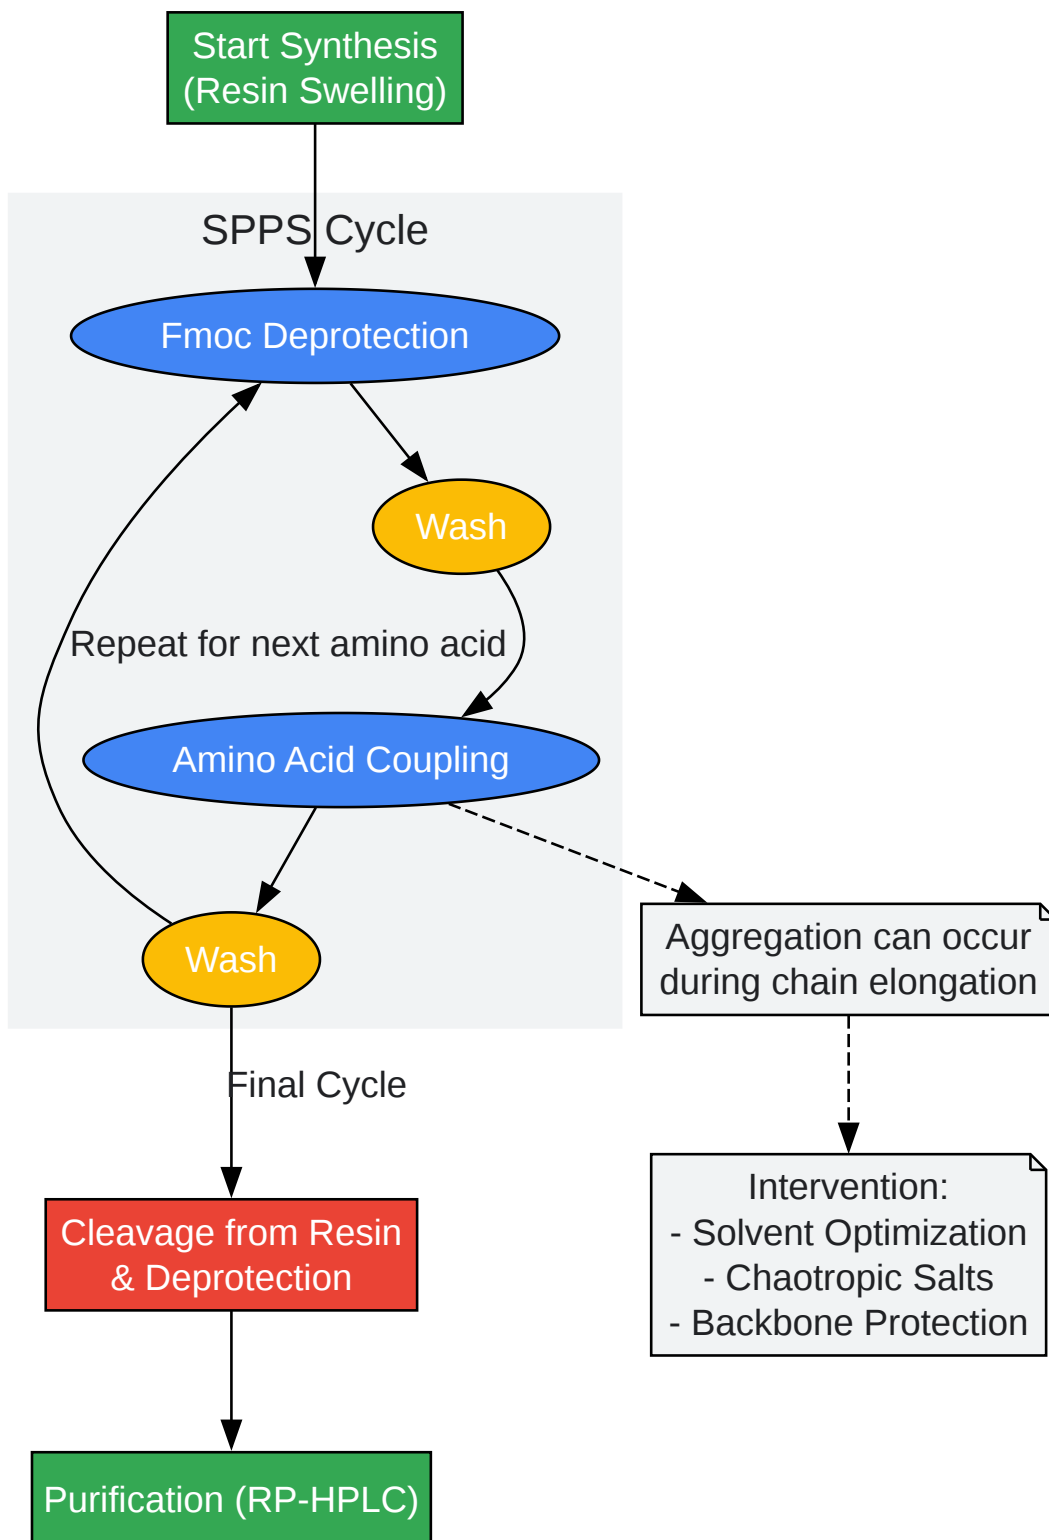 Start Synthesis
(Resin Swelling)
SPPS Cycle
Fmoc Deprotection
Wash
Repeat for next amino acid
Amino Acid Coupling
Wash
Aggregation can occur
during chain elongation
Final Cycle
Intervention:
- Solvent Optimization
- Chaotropic Salts
- Backbone Protection
Cleavage from Resin
& Deprotection
Purification (RP-HPLC)